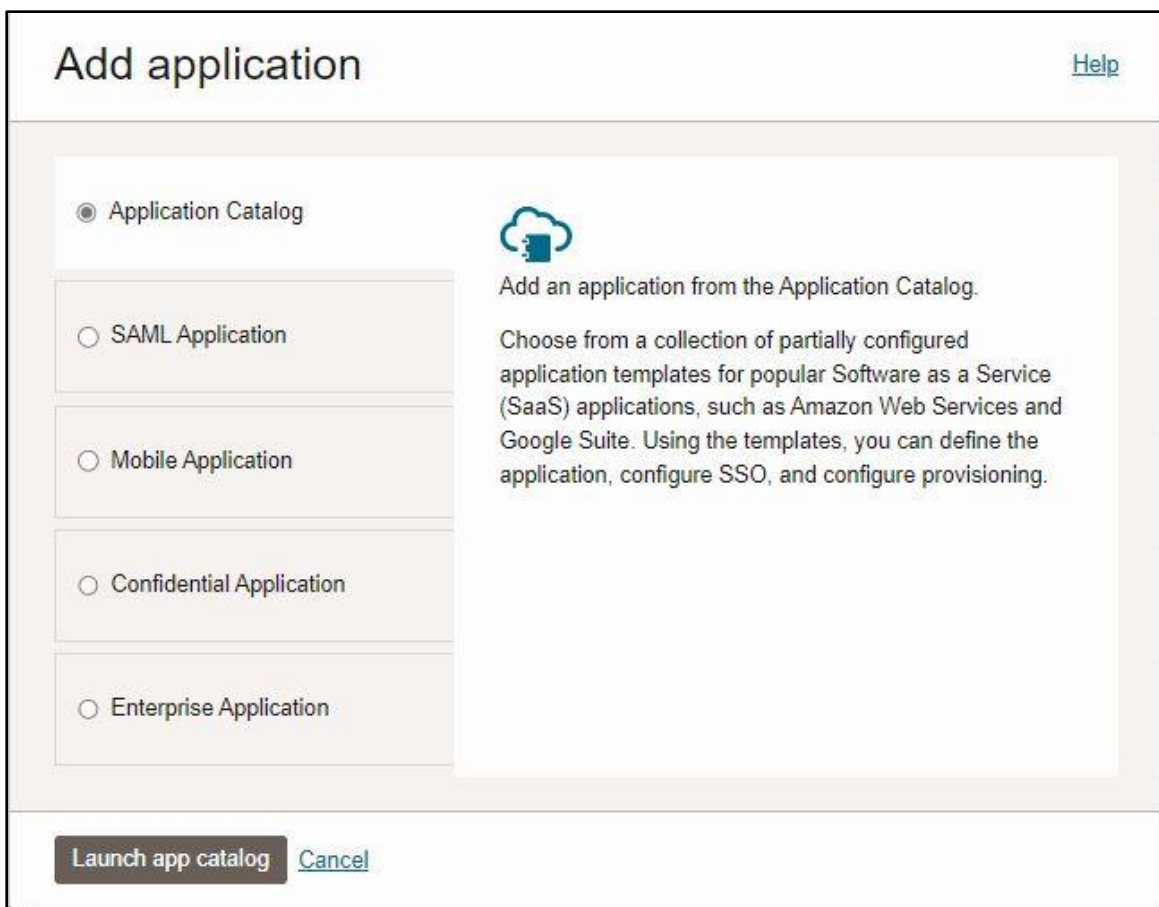 Add application
Help
Application Catalog
SAML Application
Mobile Application
Confidential Application
Enterprise Application
Add an application from the Application Catalog.
Choose from a collection of partially configured
application templates for popular Software as a Service
(SaaS) applications, such as Amazon Web Services and
Google Suite. Using the templates, you can define the
application, configure SSO, and configure provisioning.
Launch app catalog
Cancel